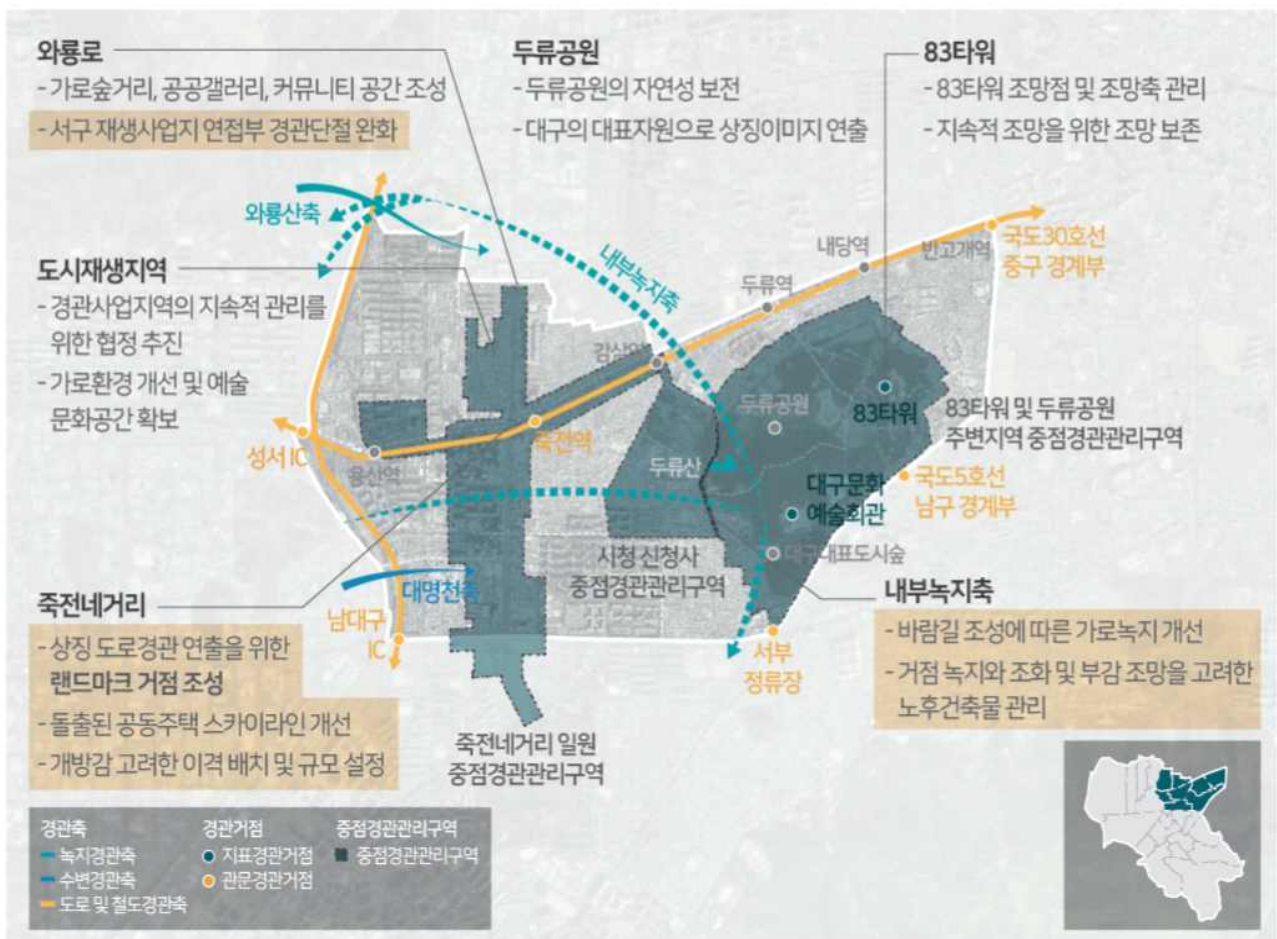 와룡로
- 가로숲거리, 공공갤러리, 커뮤니티 공간 조성
- 서구 재생사업지 연접부 경관단절 완화
두류공원
- 두류공원의 자연성 보전
- 대구의 대표자원으로 상징이미지 연출
83타워
- 83타워 조망점 및 조망축 관리
- 지속적 조망을 위한 조망 보존
와룡산축
내부녹지축
내당역
반고개역
국도30호선
중구 경계부
두류역
도시재생지역
- 경관사업지역의 지속적 관리를
위한 협정 추진
- 가로환경 개선 및 예술
문화공간 확보
감삼역
성서 IC
용산역
죽전역
두류공원
83타워
83타워 및 두류공원
주변지역 중점경관관리구역
두류산
대구문화
예술회관
국도5호선
남구 경계부
대구대표도시숲
시청 신청사
중점경관관리구역
대명천축
남대구
IC
서부
정류장
죽전네거리
- 상징 도로경관 연출을 위한
랜드마크 거점 조성
- 돌출된 공동주택 스카이라인 개선
- 개방감 고려한 이격 배치 및 규모 설정
죽전네거리 일원
중점경관관리구역
내부녹지축
- 바람길 조성에 따른 가로녹지 개선
- 거점 녹지와 조화 및 부감 조망을 고려한
노후건축물 관리
경관축
녹지경관축
수변경관축
도로 및 철도경관축
경관거점
지표경관거점
관문경관거점
중점경관관리구역
중점경관관리구역